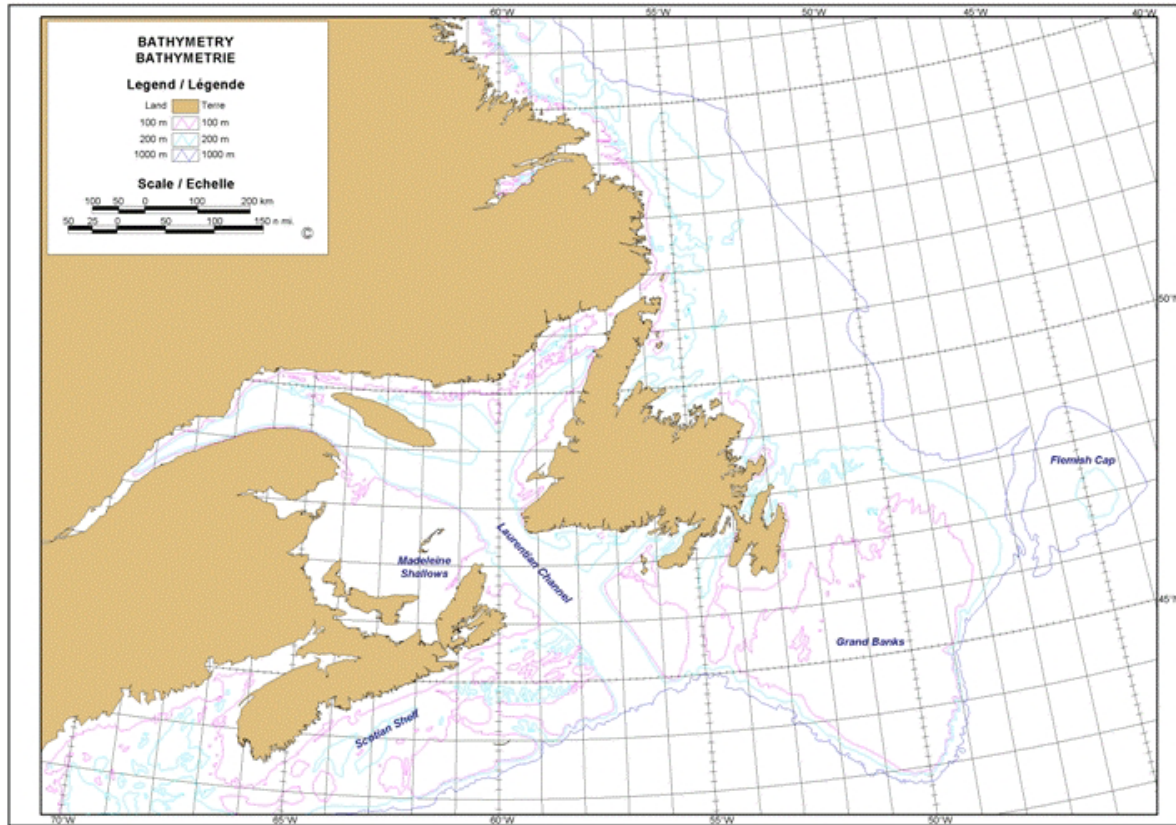 60°W 55°W 50°W 45°W 40°W
BATHYMETRY
BATHYMETRIE
Legend / Légende
Land Terre
100 m 100 m
200 m 200 m
1000 m 1000 m
Scale / Echelle
100 50 0 100 200 km
50 25 0 50 100 150 n mi.
©
50°N
Flemish Cap
Laurentian Channel
Madeleine
Shallows
45°N
Grand Banks
Scotian Shelf
70°W 65°W 60°W 55°W 50°W